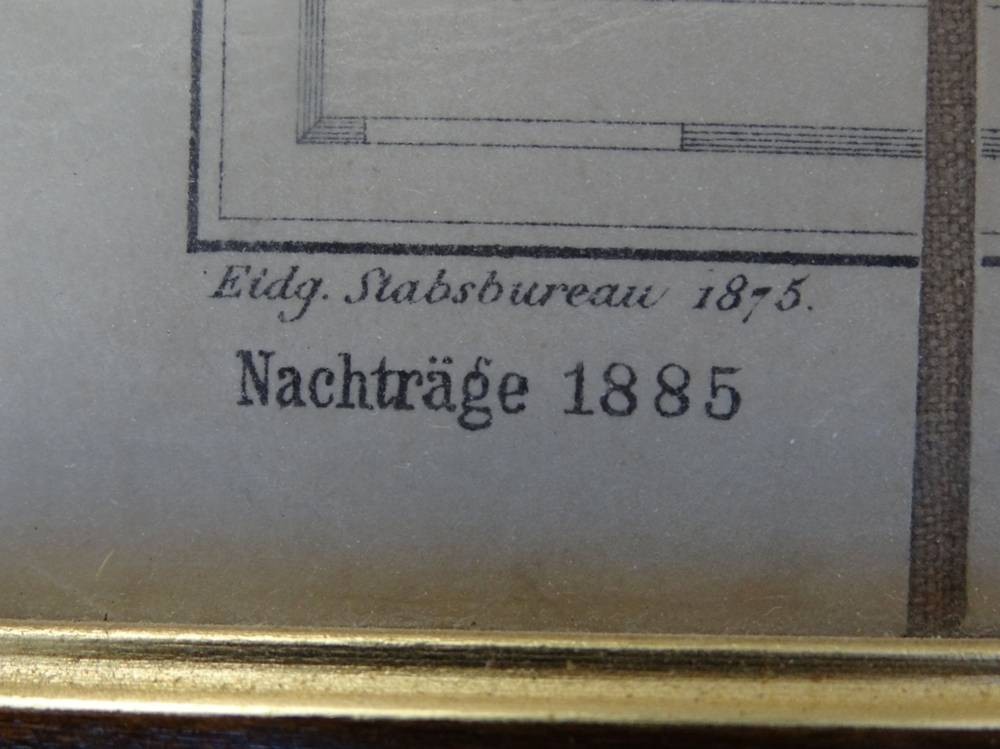 Eidg. Stabsbureau 1875.
Nachträge 1885